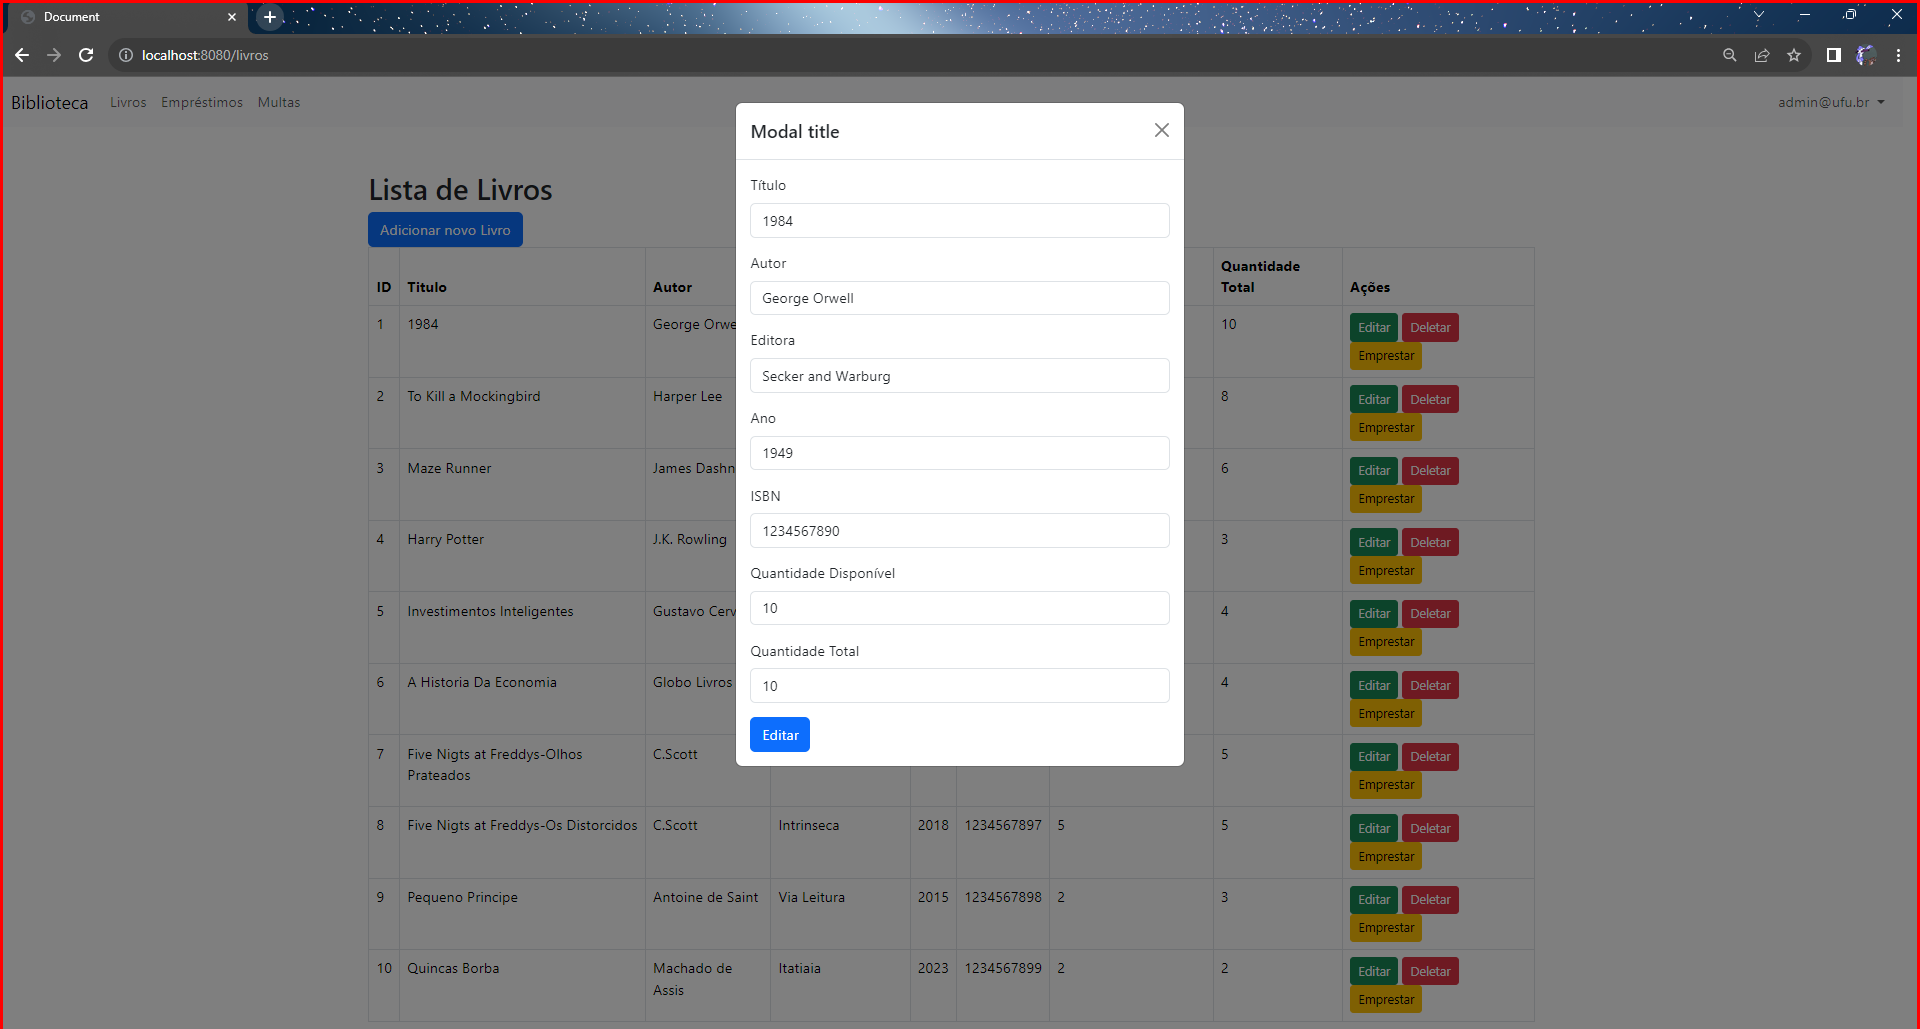 Document
localhost:8080/livros
Biblioteca Livros Empréstimos Multas admin@ufu.br
Modal title
Título
1984
Autor
George Orwell
Editora
Secker and Warburg
Ano
1949
ISBN
1234567890
Quantidade Disponível
10
Quantidade Total
10
Editar
Lista de Livros
Adicionar novo Livro
ID Titulo Autor Quantidade Total Ações
1 1984 George Orwe 10 Editar Deletar
Emprestar
2 To Kill a Mockingbird Harper Lee 8 Editar Deletar
Emprestar
3 Maze Runner James Dashn 6 Editar Deletar
Emprestar
4 Harry Potter J.K. Rowling 3 Editar Deletar
Emprestar
5 Investimentos Inteligentes Gustavo Cerv 4 Editar Deletar
Emprestar
6 A Historia Da Economia Globo Livros 4 Editar Deletar
Emprestar
7 Five Nigts at Freddys-Olhos C.Scott 5 Editar Deletar
Prateados Emprestar
8 Five Nigts at Freddys-Os Distorcidos C.Scott Intrinseca 2018 1234567897 5 5 Editar Deletar
Emprestar
9 Pequeno Principe Antoine de Saint Via Leitura 2015 1234567898 2 3 Editar Deletar
Emprestar
10 Quincas Borba Machado de Itatiaia 2023 1234567899 2 2 Editar Deletar
Assis Emprestar